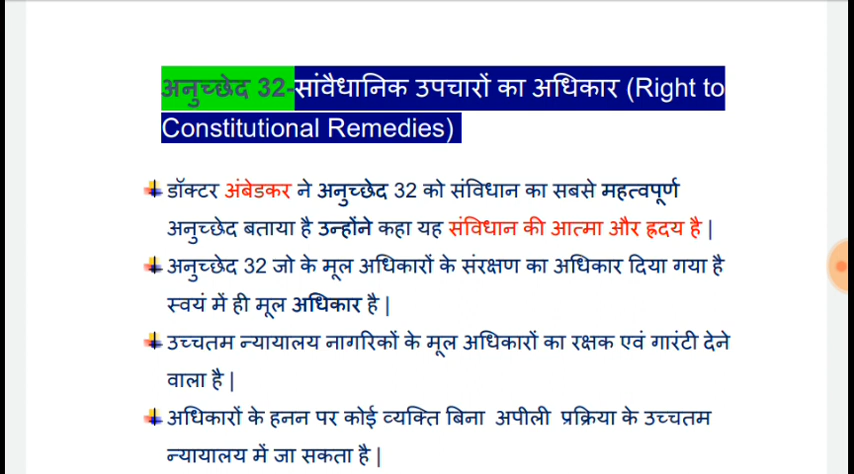 अनुच्छेद 32-सांवैधानिक उपचारों का अधिकार (Right to
Constitutional Remedies)
डॉक्टर अंबेडकर ने अनुच्छेद 32 को संविधान का सबसे महत्वपूर्ण
अनुच्छेद बताया है उन्होंने कहा यह संविधान की आत्मा और ह्रदय है |
अनुच्छेद 32 जो के मूल अधिकारों के संरक्षण का अधिकार दिया गया है
स्वयं में ही मूल अधिकार है |
उच्चतम न्यायालय नागरिकों के मूल अधिकारों का रक्षक एवं गारंटी देने
वाला है |
अधिकारों के हनन पर कोई व्यक्ति बिना अपीली प्रक्रिया के उच्चतम
न्यायालय में जा सकता है |